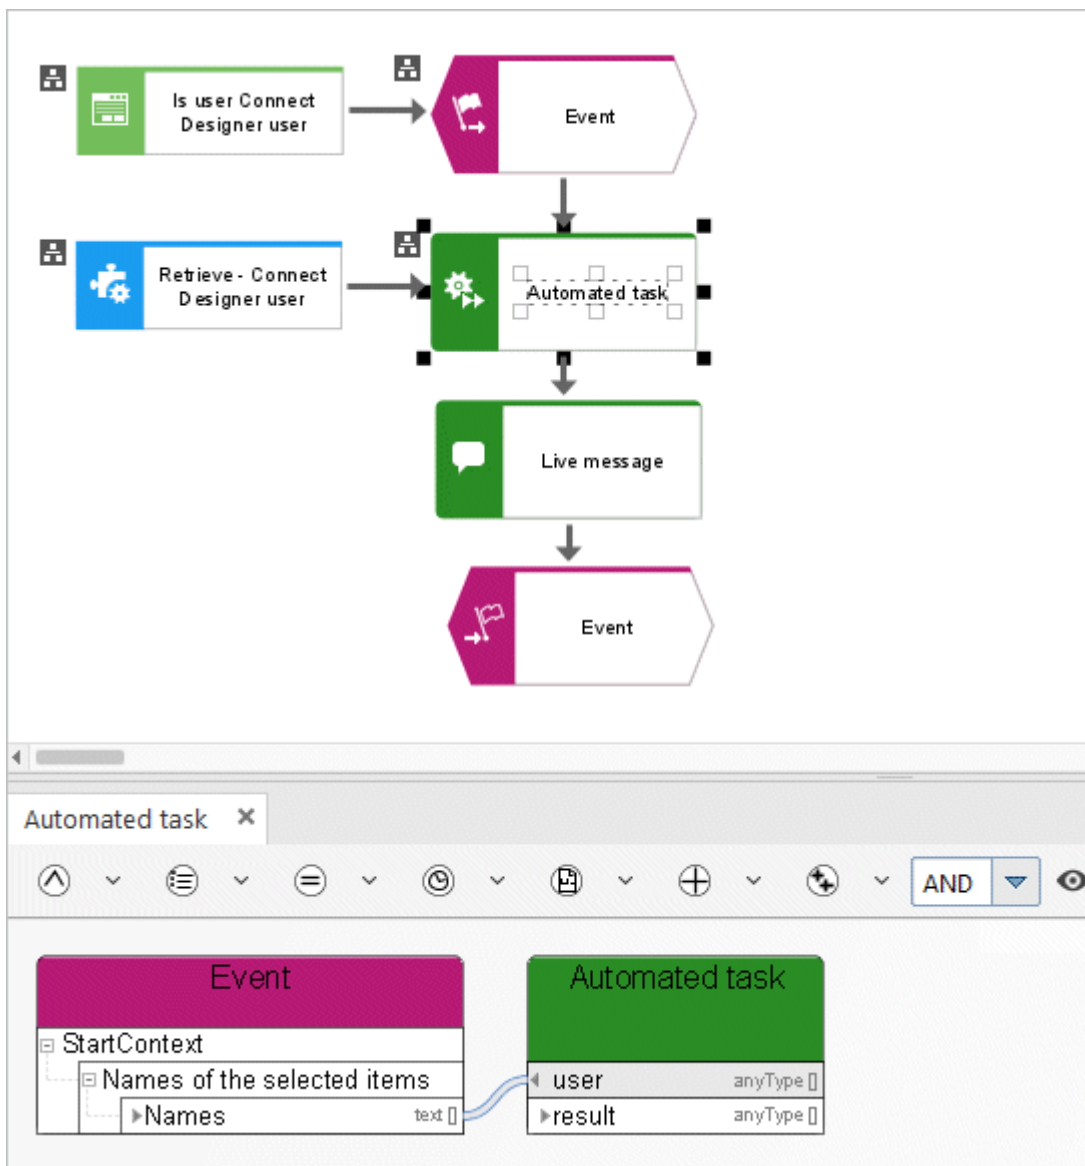 Is user Connect
Designer user
Event
Retrieve - Connect
Designer user
Automated task
Live message
Event
Automated task
AND
Event
Automated task
StartContext
Names of the selected items
user anyType []
Names text []
result anyType []